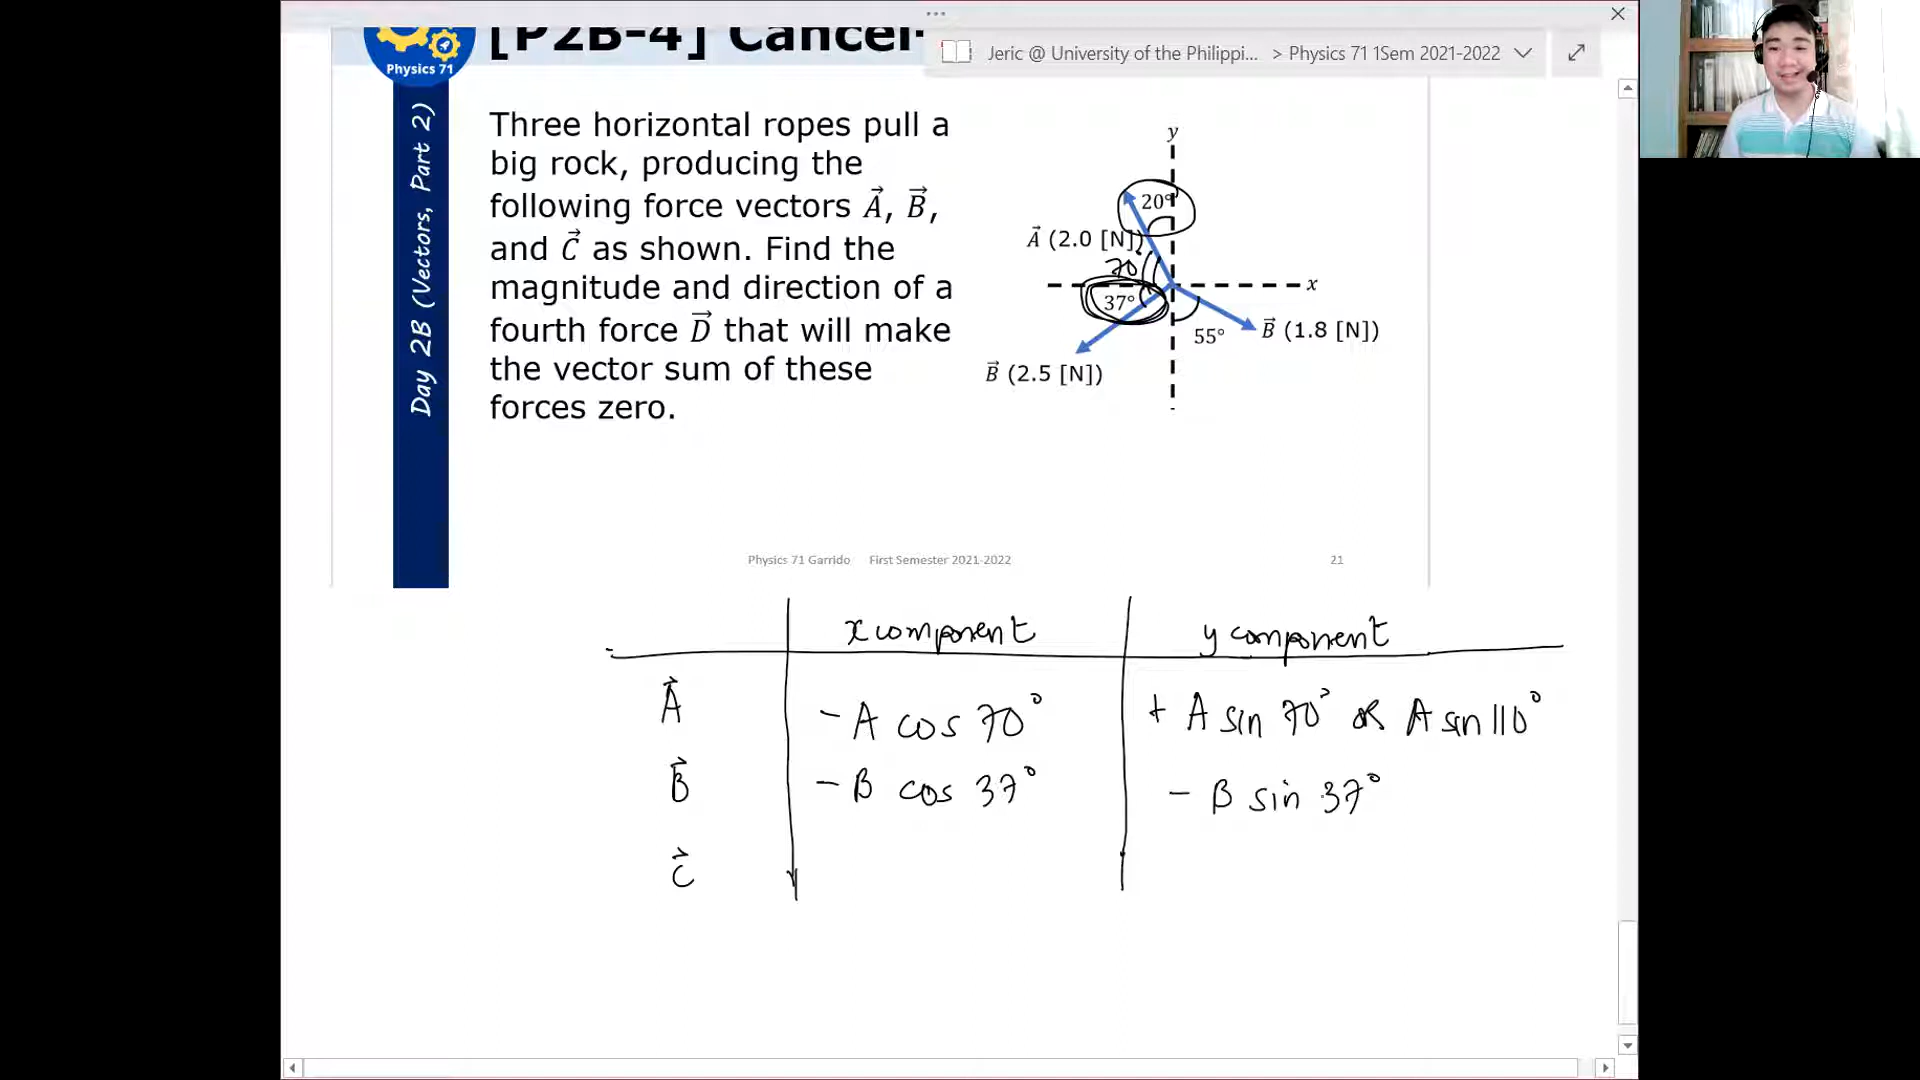 [P2B-4] Cancel-
Jeric @ University of the Philippi... > Physics 71 1Sem 2021-2022
Physics 71
Day 2B (Vectors, Part 2)
Three horizontal ropes pull a
big rock, producing the
following force vectors A⃗, B⃗,
and C⃗ as shown. Find the
magnitude and direction of a
fourth force D⃗ that will make
the vector sum of these
forces zero.
y
20°
A⃗ (2.0 [N])
70°
x
37°
B⃗ (1.8 [N])
55°
B⃗ (2.5 [N])
Physics 71 Garrido First Semester 2021-2022 21
x component y component
A⃗ - A cos 70° + A sin 70° or A sin 110°
B⃗ - B cos 37° - B sin 37°
C⃗